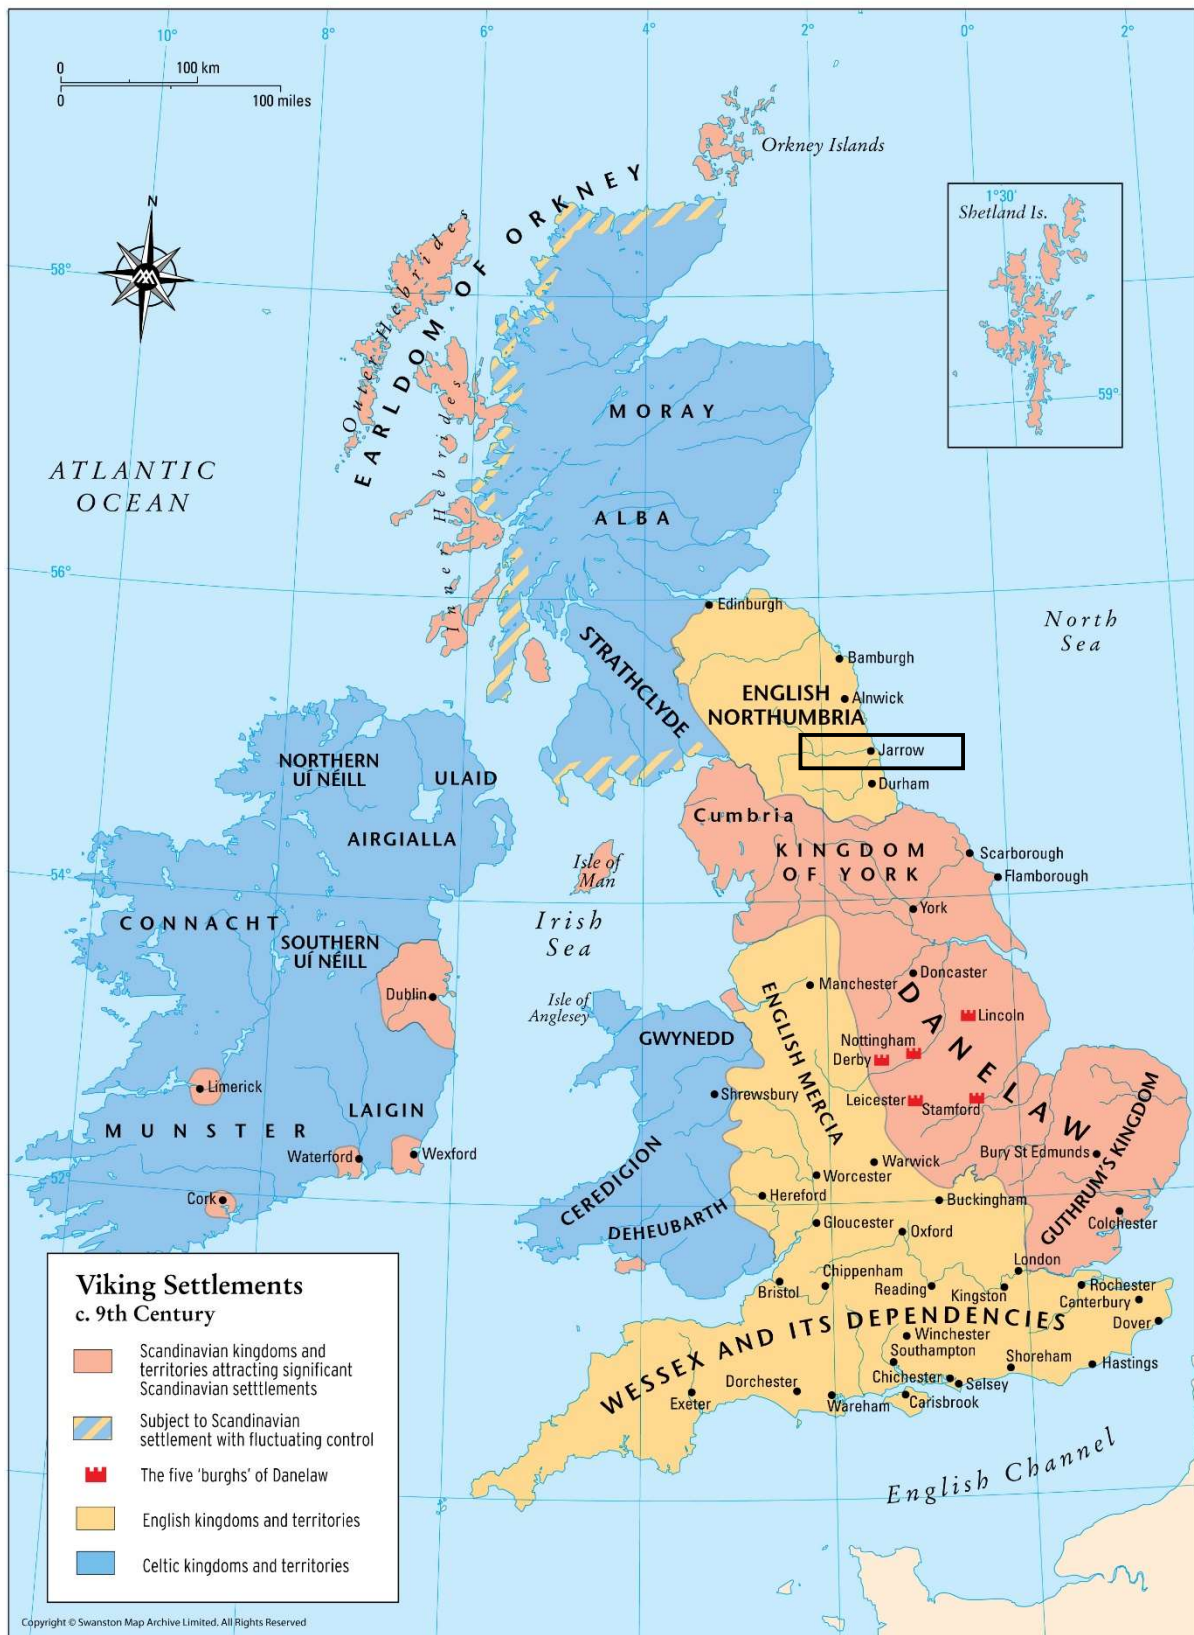 10°
8°
6°
4°
2°
0°
2°
0
100 km
0
100 miles
N
Orkney Islands
1°30'
Shetland Is.
59°
EARLDOM OF ORKNEY
Outer Hebrides
Inner Hebrides
58°
MORAY
ATLANTIC
OCEAN
ALBA
56°
Edinburgh
North
Sea
STRATHCLYDE
Bamburgh
Alnwick
ENGLISH
NORTHUMBRIA
Jarrow
Durham
NORTHERN
UÍ NÉILL
ULAID
AIRGIALLA
Cumbria
KINGDOM
OF YORK
Scarborough
Flamborough
Isle of
Man
54°
York
CONNACHT
SOUTHERN
UÍ NÉILL
Irish
Sea
Dublin
Isle of
Anglesey
Manchester
Doncaster
DANELAW
Lincoln
GWYNEDD
ENGLISH MERCIA
Nottingham
Derby
Leicester
Stamford
Shrewsbury
Limerick
LAIGIN
MUNSTER
Waterford
Wexford
Bury St Edmunds
GUTHRUM'S KINGDOM
Warwick
Worcester
52°
Cork
CEREDIGION
Hereford
Buckingham
DEHEUBARTH
Gloucester
Oxford
Colchester
London
Chippenham
Bristol
Reading
Kingston
Rochester
Canterbury
Dover
WESSEX AND ITS DEPENDENCIES
Winchester
Southampton
Shoreham
Hastings
Chichester
Selsey
Dorchester
Exeter
Wareham
Carisbrook
English Channel
Viking Settlements
c. 9th Century
Scandinavian kingdoms and
territories attracting significant
Scandinavian setttlements
Subject to Scandinavian
settlement with fluctuating control
The five 'burghs' of Danelaw
English kingdoms and territories
Celtic kingdoms and territories
Copyright © Swanston Map Archive Limited. All Rights Reserved